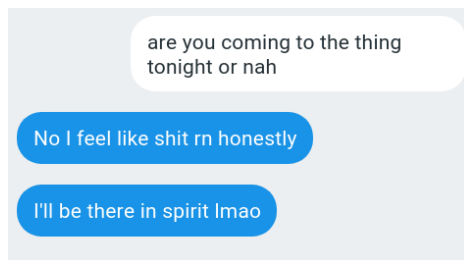 are you coming to the thing
tonight or nah
No I feel like shit rn honestly
I'll be there in spirit lmao